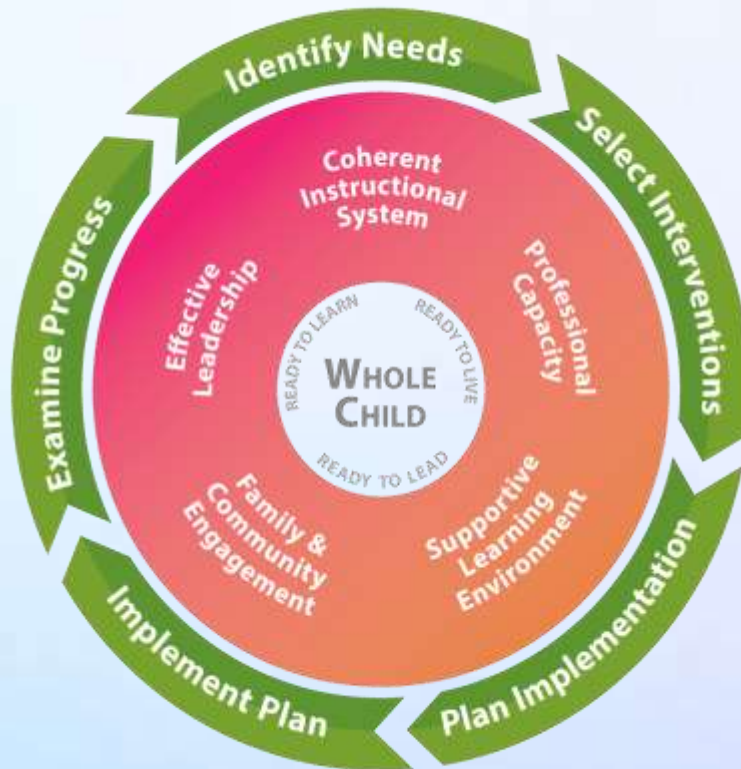 Identify Needs
Select Interventions
Plan Implementation
Implement Plan
Examine Progress
Coherent
Instructional
System
Professional
Capacity
Supportive
Learning
Environment
Family &
Community
Engagement
Effective
Leadership
READY TO LEARN
READY TO LIVE
READY TO LEAD
WHOLE
CHILD